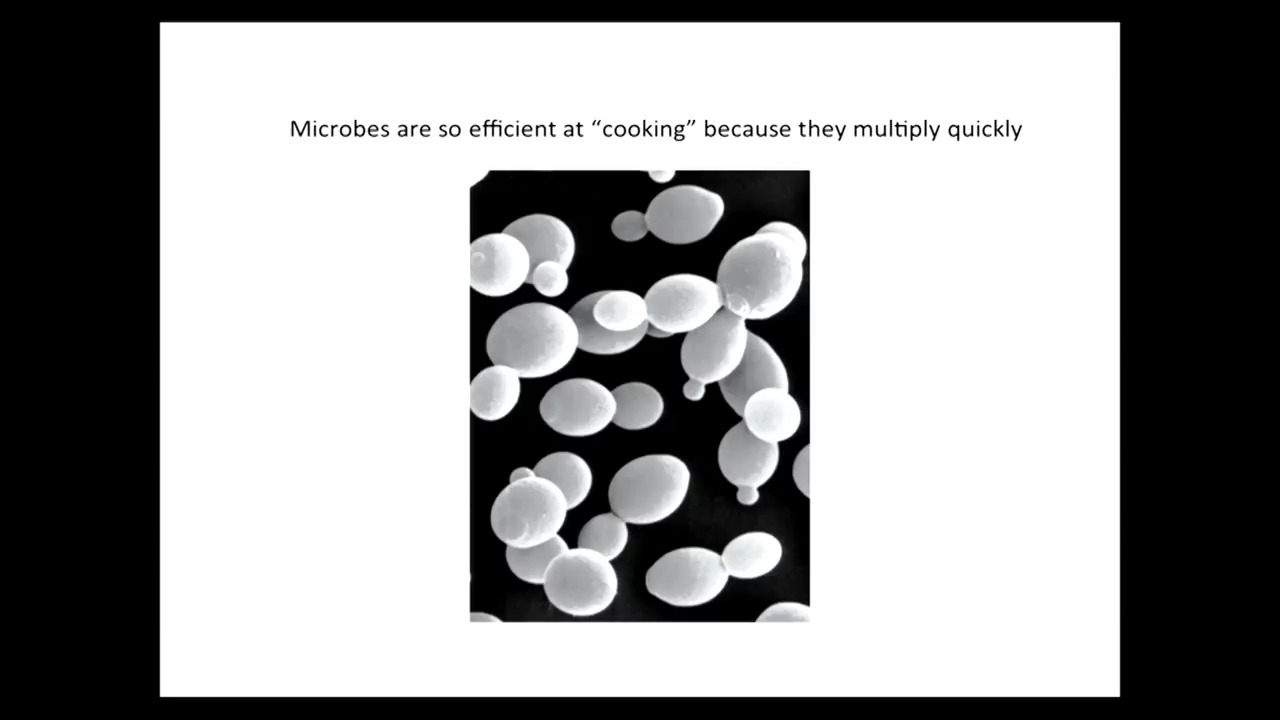 Microbes are so efficient at “cooking” because they multiply quickly